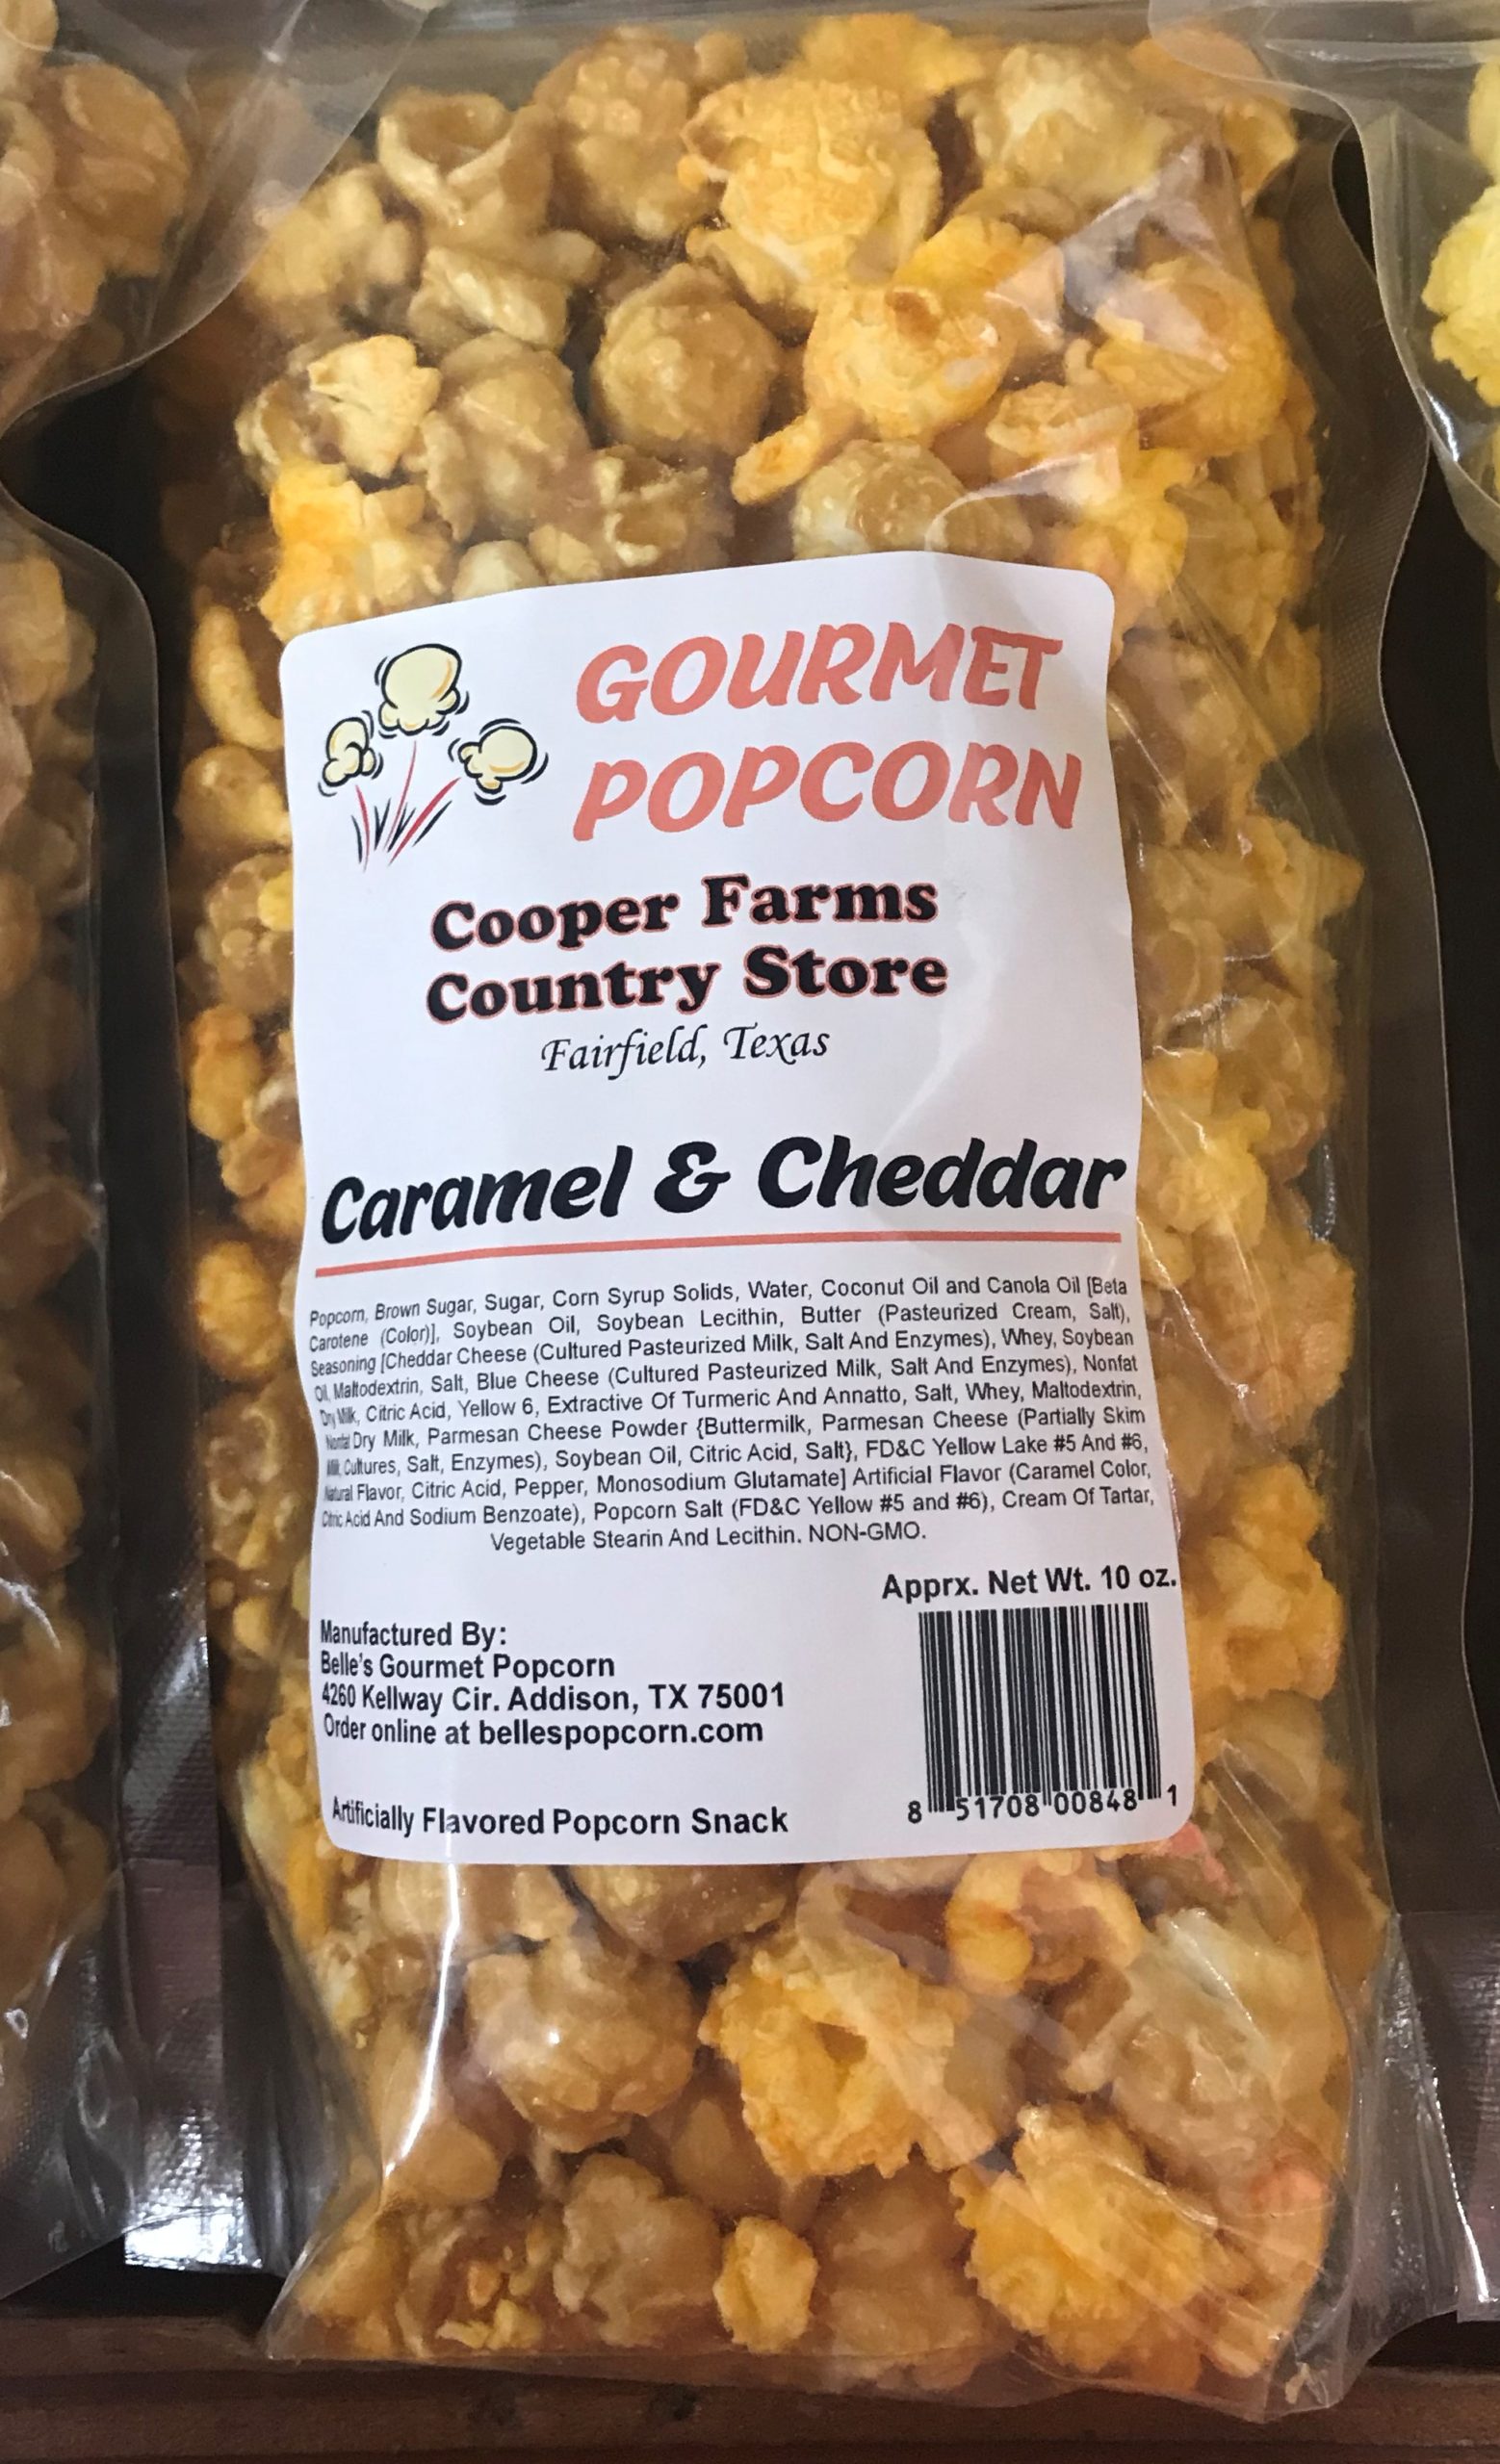 GOURMET
POPCORN
Cooper Farms
Country Store
Fairfield, Texas
Caramel & Cheddar
Popcorn, Brown Sugar, Sugar, Corn Syrup Solids, Water, Coconut Oil and Canola Oil [Beta
Carotene (Color)], Soybean Oil, Soybean Lecithin, Butter (Pasteurized Cream, Salt),
Seasoning [Cheddar Cheese (Cultured Pasteurized Milk, Salt And Enzymes), Whey, Soybean
Oil, Maltodextrin, Salt, Blue Cheese (Cultured Pasteurized Milk, Salt And Enzymes), Nonfat
Dry Milk, Citric Acid, Yellow 6, Extractive Of Turmeric And Annatto, Salt, Whey, Maltodextrin,
Nonfat Dry Milk, Parmesan Cheese Powder {Buttermilk, Parmesan Cheese (Partially Skim
Milk, Cultures, Salt, Enzymes), Soybean Oil, Citric Acid, Salt}, FD&C Yellow Lake #5 And #6,
Natural Flavor, Citric Acid, Pepper, Monosodium Glutamate] Artificial Flavor (Caramel Color,
Citric Acid And Sodium Benzoate), Popcorn Salt (FD&C Yellow #5 and #6), Cream Of Tartar,
Vegetable Stearin And Lecithin. NON-GMO.
Apprx. Net Wt. 10 oz.
Manufactured By:
Belle's Gourmet Popcorn
4260 Kellway Cir. Addison, TX 75001
Order online at bellespopcorn.com
Artificially Flavored Popcorn Snack
8 51708 00848 1